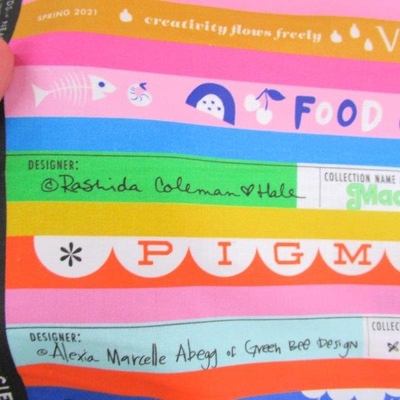 SPRING 2021
creativity flows freely
FOOD
DESIGNER:
©Rashida Coleman♥Hale
COLLECTION NAME
PIGM
DESIGNER:
©Alexia Marcelle Abegg of Green Bee Design